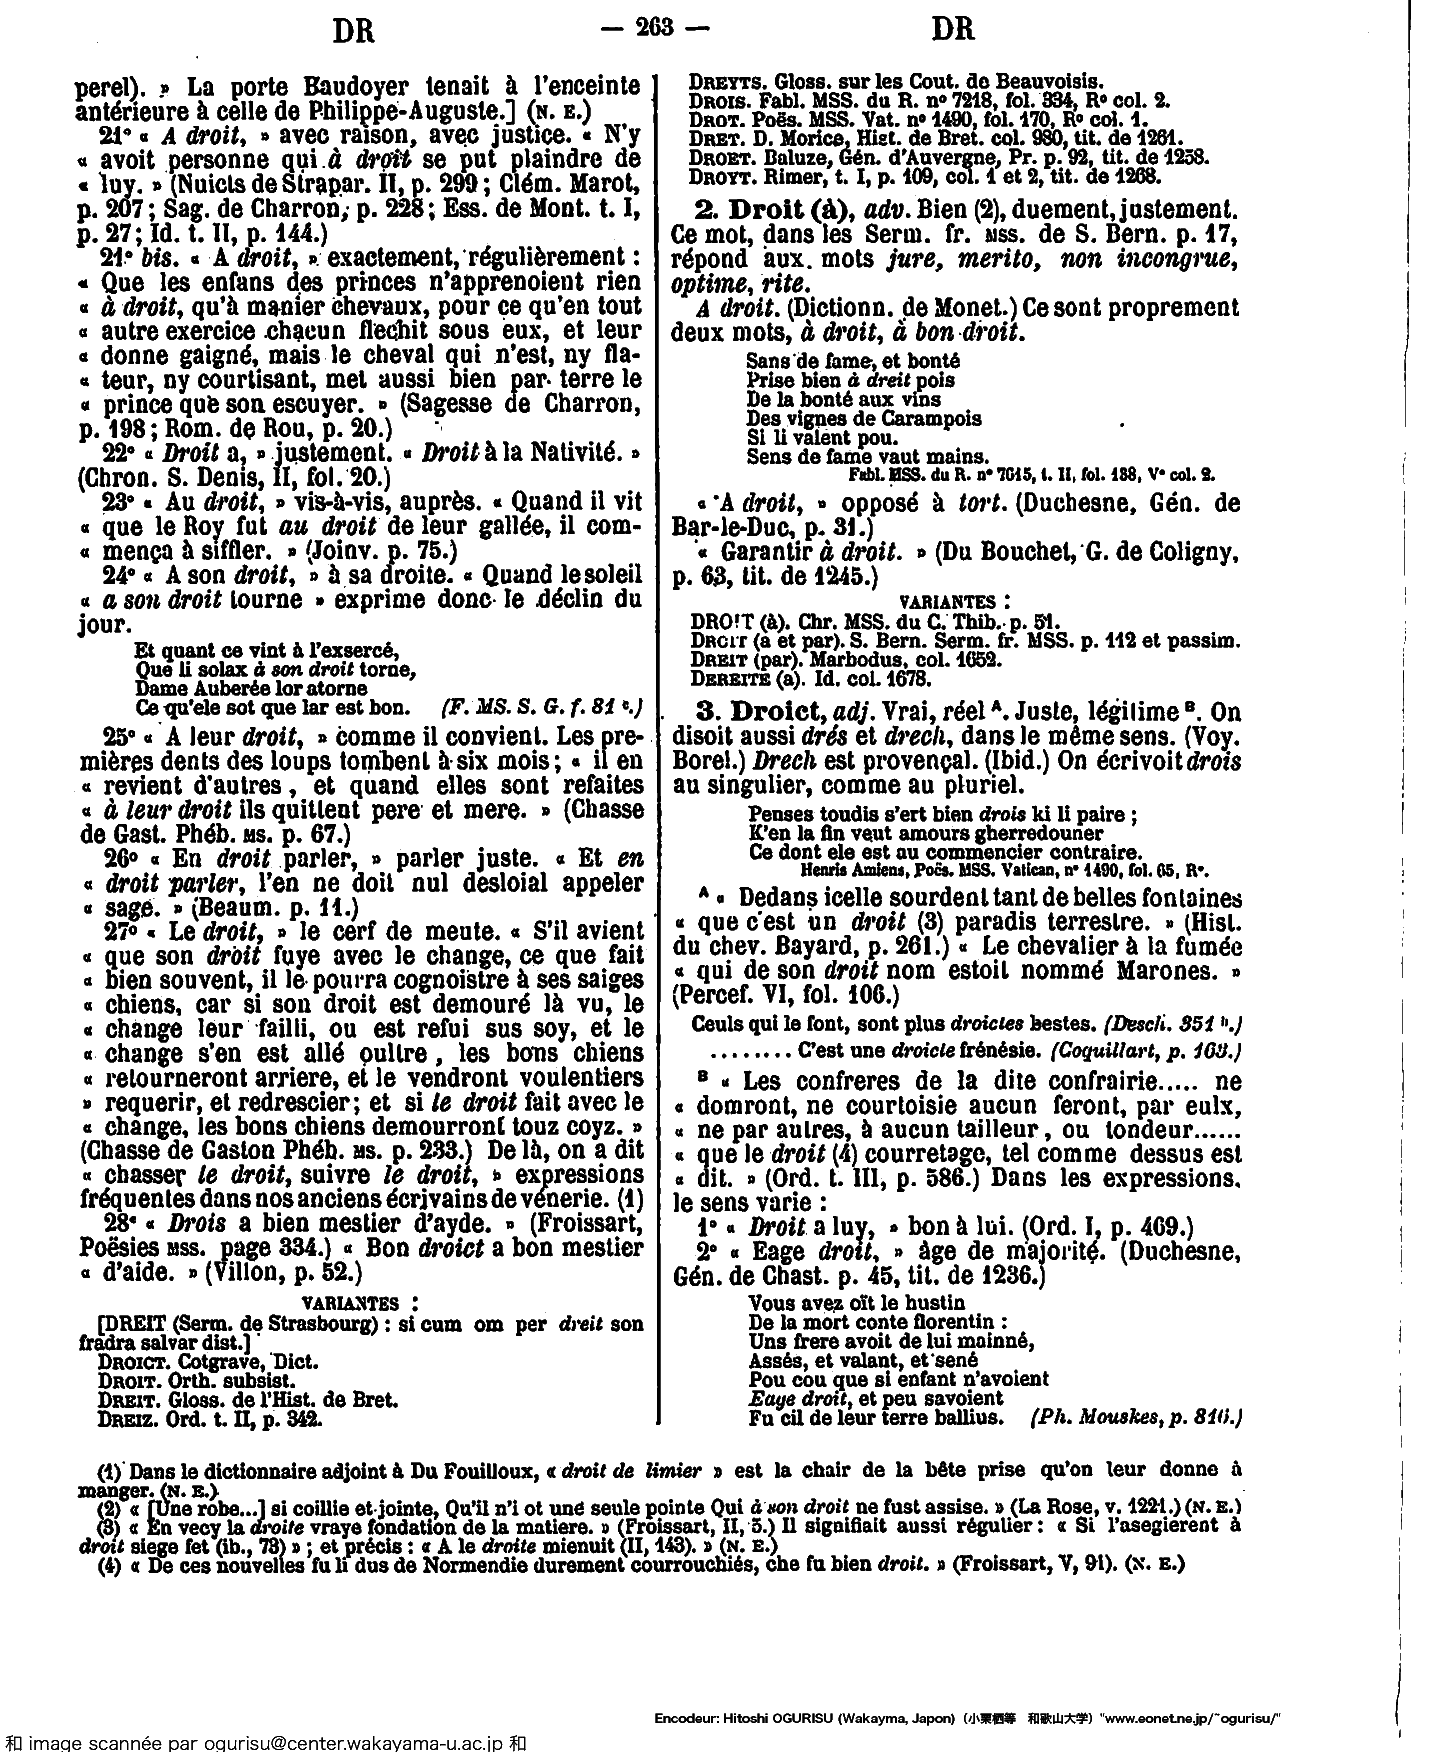 DR — 263 — DR
perel). » La porte Baudoyer tenait à l'enceinte
antérieure à celle de Philippe-Auguste.] (N. E.)
21° « A droit, » avec raison, avec justice. « N'y
« avoit personne qui à droit se put plaindre de
« luy. » (Nuicts de Strapar. II, p. 299 ; Clém. Marot,
p. 207 ; Sag. de Charron, p. 228 ; Ess. de Mont. t. I,
p. 27 ; Id. t. II, p. 144.)
21° bis. « A droit, » exactement, régulièrement :
« Que les enfans des princes n'apprenoient rien
« à droit, qu'à manier chevaux, pour ce qu'en tout
« autre exercice chacun flechit sous eux, et leur
« donne gaigné, mais le cheval qui n'est, ny fla-
« teur, ny courtisant, met aussi bien par terre le
« prince que son escuyer. » (Sagesse de Charron,
p. 198 ; Rom. de Rou, p. 20.)
22° « Droit a, » justement. « Droit à la Nativité. »
(Chron. S. Denis, II, fol. 20.)
23° « Au droit, » vis-à-vis, auprès. « Quand il vit
« que le Roy fut au droit de leur gallée, il com-
« mença à siffler. » (Joinv. p. 75.)
24° « A son droit, » à sa droite. « Quand le soleil
« a son droit tourne » exprime donc le déclin du
jour.
Et quant ce vint à l'exsercé,
Que li solax à son droit torne,
Dame Auberée lor atorne
Ce qu'ele sot que lar est bon. (F. MS. S. G. f. 81 c.)
25° « A leur droit, » comme il convient. Les pre-
mières dents des loups tombent à six mois ; « il en
« revient d'autres, et quand elles sont refaites
« à leur droit ils quittent pere et mere. » (Chasse
de Gast. Phéb. MS. p. 67.)
26° « En droit parler, » parler juste. « Et en
« droit parler, l'en ne doit nul desloial appeler
« sage. » (Beaum. p. 11.)
27° « Le droit, » le cerf de meute. « S'il avient
« que son droit fuye avec le change, ce que fait
« bien souvent, il le pourra cognoistre à ses saiges
« chiens, car si son droit est demouré là vu, le
« change leur failli, ou est refui sus soy, et le
« change s'en est allé oultre, les bons chiens
« retourneront arriere, et le vendront voulentiers
» requerir, et redrescier ; et si le droit fait avec le
« change, les bons chiens demourront touz coyz. »
(Chasse de Gaston Phéb. MS. p. 233.) De là, on a dit
« chasser le droit, suivre le droit, » expressions
fréquentes dans nos anciens écrivains de vénerie. (1)
28° « Drois a bien mestier d'ayde. » (Froissart,
Poësies MSS. page 334.) « Bon droict a bon mestier
« d'aide. » (Villon, p. 52.)
VARIANTES :
[DREIT (Serm. de Strasbourg) : si cum om per dreit son
fradra salvar dist.]
DROICT. Cotgrave, Dict.
DROIT. Orth. subsist.
DREIT. Gloss. de l'Hist. de Bret.
DREIZ. Ord. t. II, p. 342.
DREYTS. Gloss. sur les Cout. de Beauvoisis.
DROIS. Fabl. MSS. du R. n° 7218, fol. 334, R° col. 2.
DROT. Poës. MSS. Vat. n° 1490, fol. 170, R° col. 1.
DRET. D. Morice, Hist. de Bret. col. 980, tit. de 1261.
DROET. Baluze, Gén. d'Auvergne, Pr. p. 92, tit. de 1258.
DROYT. Rimer, t. I, p. 109, col. 1 et 2, tit. de 1268.
2. Droit (à), adv. Bien (2), duement, justement.
Ce mot, dans les Serm. fr. MSS. de S. Bern. p. 17,
répond aux mots jure, merito, non incongrue,
optime, rite.
A droit. (Dictionn. de Monet.) Ce sont proprement
deux mots, à droit, à bon droit.
Sans de fame, et bonté
Prise bien à dreit pois
De la bonté aux vins
Des vignes de Carampois
Si li valent pou.
Sens de fame vaut mains.
Fabl. MSS. du R. n° 7615, t. II, fol. 138, V° col. 2.
« A droit, » opposé à tort. (Duchesne, Gén. de
Bar-le-Duc, p. 31.)
« Garantir à droit. » (Du Bouchet, G. de Coligny,
p. 63, tit. de 1245.)
VARIANTES :
DROIT (à). Chr. MSS. du C. Thib. p. 51.
DROIT (a et par). S. Bern. Serm. fr. MSS. p. 112 et passim.
DREIT (par). Marbodus, col. 1652.
DEREITE (a). Id. col. 1678.
3. Droict, adj. Vrai, réel A. Juste, légitime B. On
disoit aussi drés et drech, dans le même sens. (Voy.
Borel.) Drech est provençal. (Ibid.) On écrivoit drois
au singulier, comme au pluriel.
Penses toudis s'ert bien drois ki li paire ;
K'en la fin veut amours gherredouner
Ce dont ele est au commencier contraire.
Henris Amiens, Poës. MSS. Vatican, n° 1490, fol. 65, R°.
A « Dedans icelle sourdent tant de belles fontaines
« que c'est un droit (3) paradis terrestre. » (Hist.
du chev. Bayard, p. 261.) « Le chevalier à la fumée
« qui de son droit nom estoit nommé Marones. »
(Percef. VI, fol. 106.)
Ceuls qui le font, sont plus droictes bestes. (Desch. 351 b.)
........ C'est une droicte frénésie. (Coquillart, p. 163.)
B « Les confreres de la dite confrairie..... ne
« domront, ne courtoisie aucun feront, par eulx,
« ne par autres, à aucun tailleur, ou tondeur......
« que le droit (4) courretage, tel comme dessus est
« dit. » (Ord. t. III, p. 586.) Dans les expressions,
le sens varie :
1° « Droit a luy, » bon à lui. (Ord. I, p. 469.)
2° « Eage droit, » âge de majorité. (Duchesne,
Gén. de Chast. p. 45, tit. de 1236.)
Vous avez oït le hustin
De la mort conte florentin :
Uns frere avoit de lui mainné,
Assés, et valant, et sené
Pou cou que si enfant n'avoient
Eage droit, et peu savoient
Fu cil de leur terre ballius. (Ph. Mouskes, p. 816.)
(1) Dans le dictionnaire adjoint à Du Fouilloux, « droit de limier » est la chair de la bête prise qu'on leur donne à
manger. (N. E.)
(2) « [Une robe...] si coillie et jointe, Qu'il n'i ot une seule pointe Qui à son droit ne fust assise. » (La Rose, v. 1221.) (N. E.)
(3) « En vecy la droite vraye fondation de la matiere. » (Froissart, II, 5.) Il signifiait aussi régulier : « Si l'asegierent à
droit siege fet (ib., 73) » ; et précis : « A le droite mienuit (II, 143). » (N. E.)
(4) « De ces nouvelles fu li dus de Normendie durement courrouchiés, che fu bien droit. » (Froissart, V, 91). (N. E.)
Encodeur: Hitoshi OGURISU (Wakayma, Japon) (小栗栖等 和歌山大学) "www.eonet.ne.jp/~ogurisu/"
和 image scannée par ogurisu@center.wakayama-u.ac.jp 和